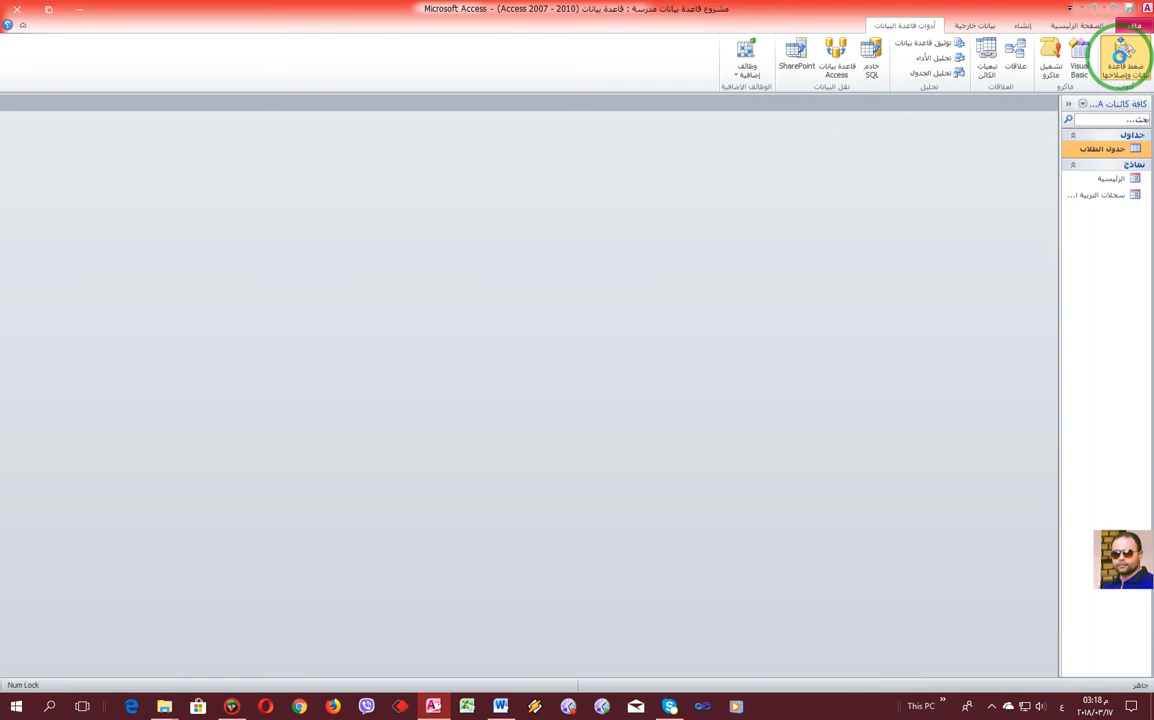 مشروع قاعدة بيانات مدرسة : قاعدة بيانات (Access 2007 - 2010) - Microsoft Access
ملف
الصفحة الرئيسية
إنشاء
بيانات خارجية
أدوات قاعدة البيانات
ضغط قاعدة
بيانات وإصلاحها
أدوات
Visual
Basic
تشغيل
ماكرو
ماكرو
علاقات
تبعيات
الكائن
العلاقات
توثيق قاعدة بيانات
تحليل الأداء
تحليل الجدول
تحليل
خادم
SQL
قاعدة بيانات
Access
SharePoint
نقل البيانات
وظائف
إضافية
الوظائف الإضافية
كافة كائنات A...
بحث...
جداول
جدول الطلاب
نماذج
الرئيسية
سجلات التربية ا...
جاهز
Num Lock
This PC
ع
03:18 م
٢٠١٨/٠٣/١٧